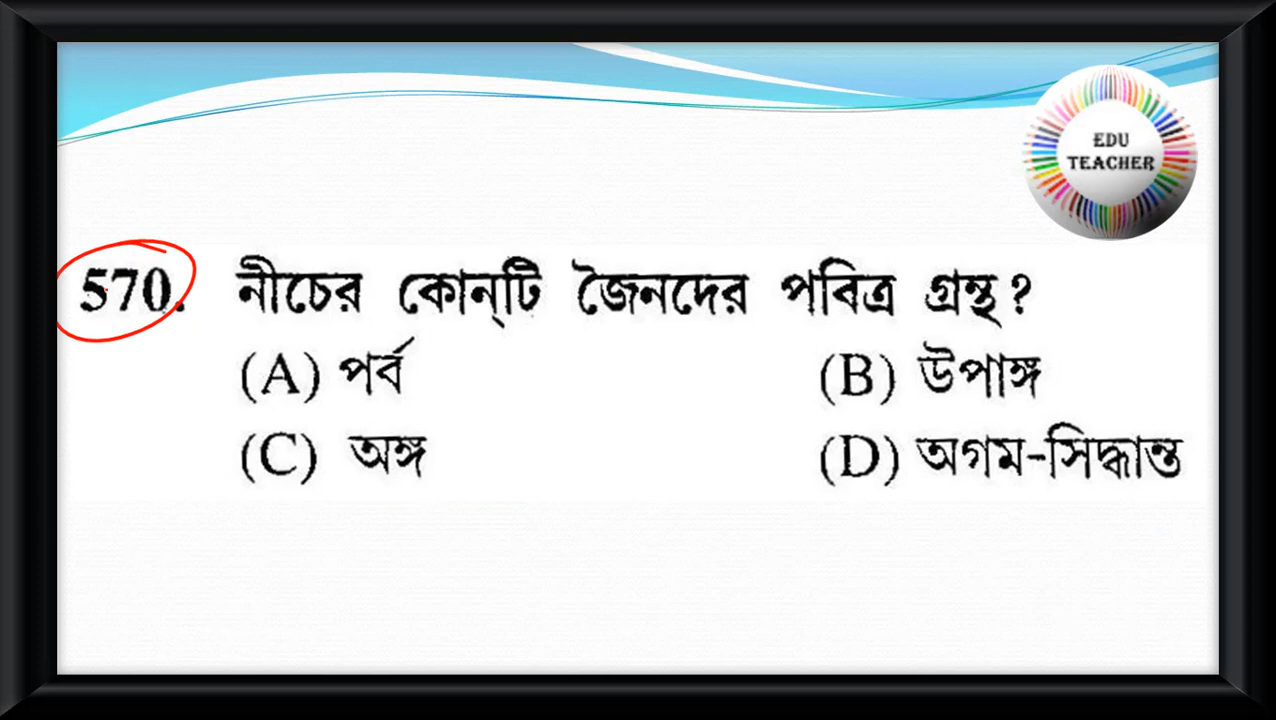 EDU
TEACHER
570. নীচের কোন্‌টি জৈনদের পবিত্র গ্রন্থ?
(A) পর্ব (B) উপাঙ্গ
(C) অঙ্গ (D) অগম-সিদ্ধান্ত